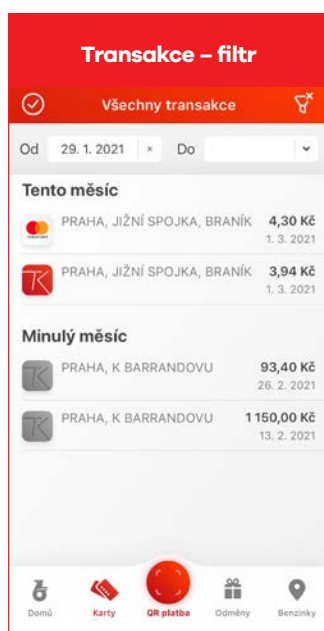 Transakce – filtr
Všechny transakce
Od 29. 1. 2021 × Do
Tento měsíc
PRAHA, JIŽNÍ SPOJKA, BRANÍK 4,30 Kč
1. 3. 2021
PRAHA, JIŽNÍ SPOJKA, BRANÍK 3,94 Kč
1. 3. 2021
Minulý měsíc
PRAHA, K BARRANDOVU 93,40 Kč
26. 2. 2021
PRAHA, K BARRANDOVU 1 150,00 Kč
13. 2. 2021
Domů Karty QR platba Odměny Benzinky